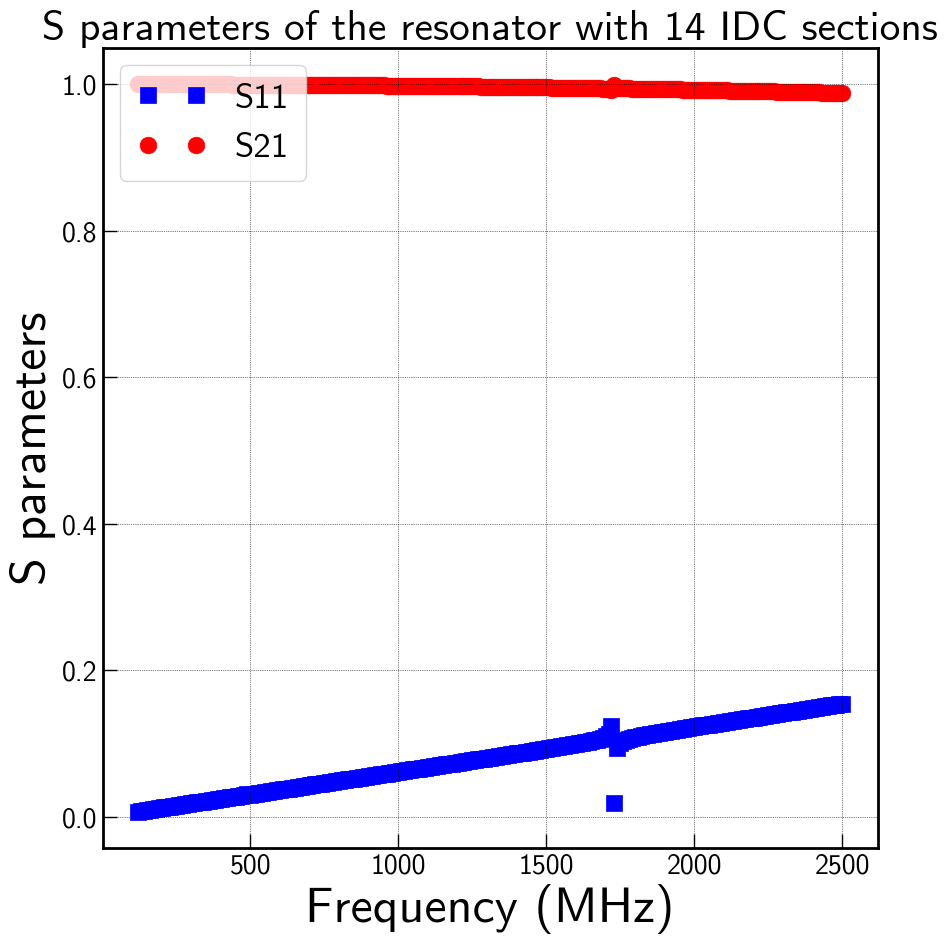 S parameters of the resonator with 14 IDC sections
1.0
0.8
0.6
0.4
0.2
0.0
S parameters
S11
S21
500 1000 1500 2000 2500
Frequency (MHz)